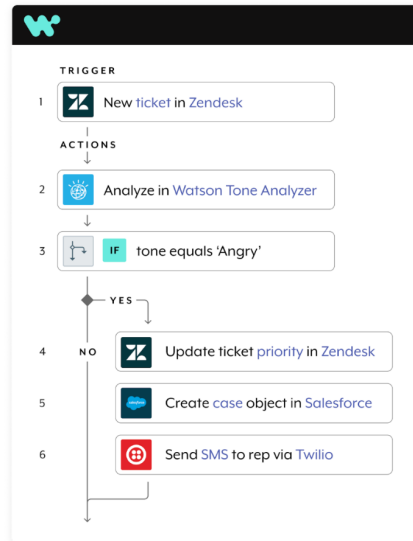 TRIGGER
1 New ticket in Zendesk
ACTIONS
2 Analyze in Watson Tone Analyzer
3 IF tone equals ‘Angry’
YES
4 NO Update ticket priority in Zendesk
5 salesforce Create case object in Salesforce
6 Send SMS to rep via Twilio